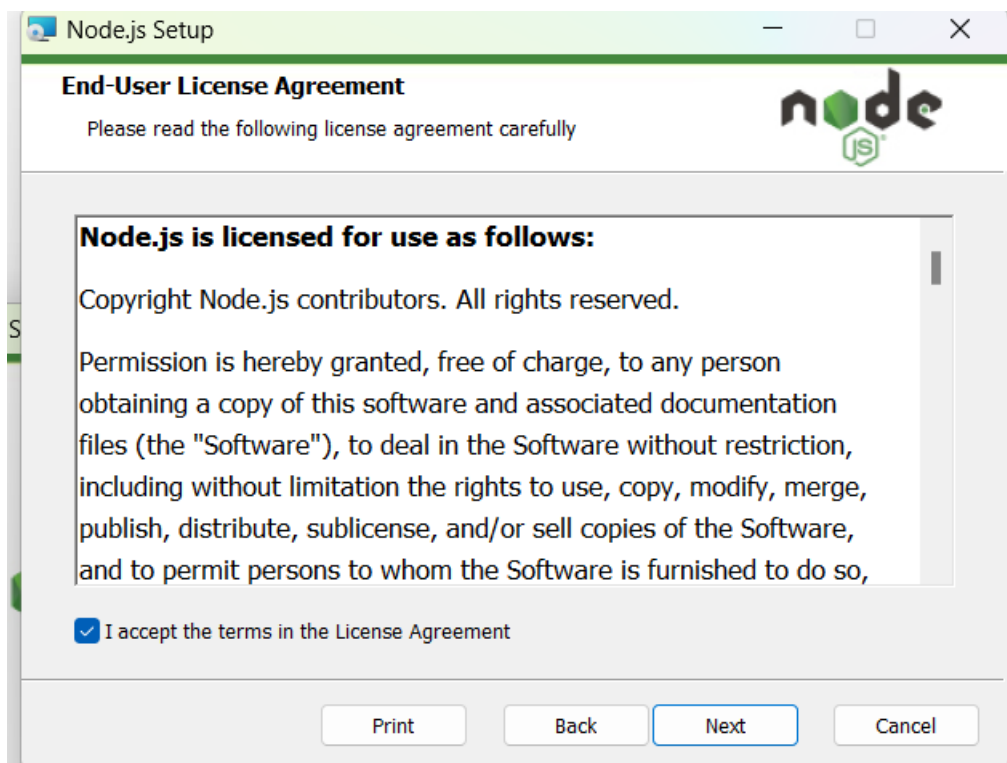 Node.js Setup
End-User License Agreement
Please read the following license agreement carefully
node
JS
Node.js is licensed for use as follows:
Copyright Node.js contributors. All rights reserved.
Permission is hereby granted, free of charge, to any person
obtaining a copy of this software and associated documentation
files (the "Software"), to deal in the Software without restriction,
including without limitation the rights to use, copy, modify, merge,
publish, distribute, sublicense, and/or sell copies of the Software,
and to permit persons to whom the Software is furnished to do so,
S
I accept the terms in the License Agreement
Print Back Next Cancel